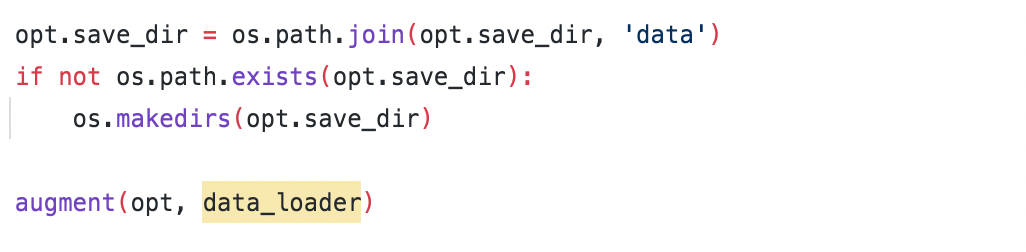 opt.save_dir = os.path.join(opt.save_dir, 'data')
if not os.path.exists(opt.save_dir):
    os.makedirs(opt.save_dir)
augment(opt, data_loader)